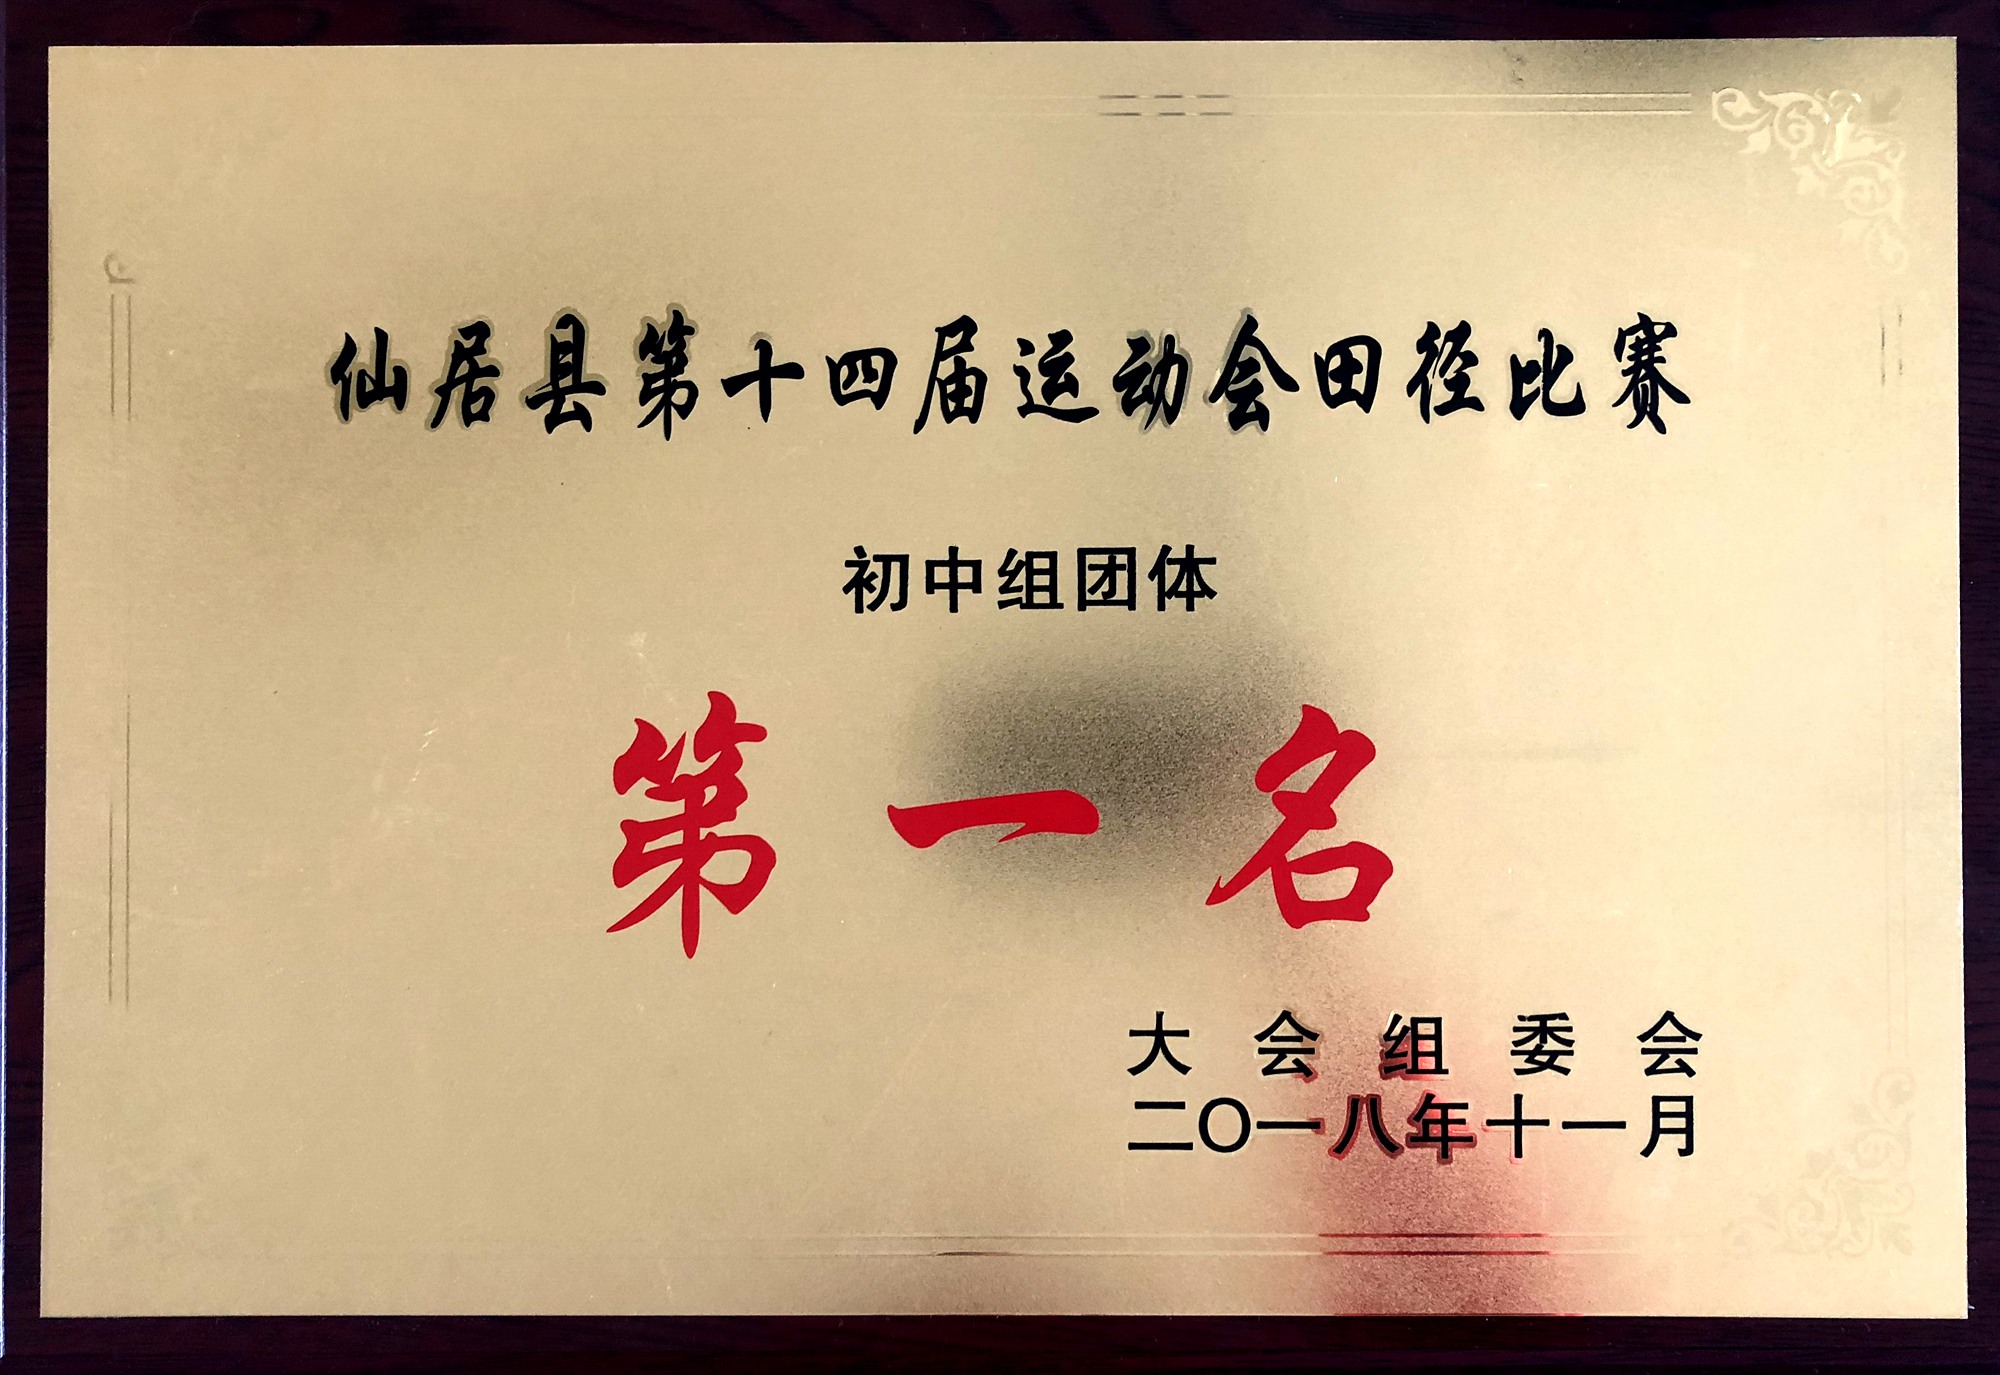 仙居县第十四届运动会田径比赛
初中组团体
第一名
大会组委会
二〇一八年十一月